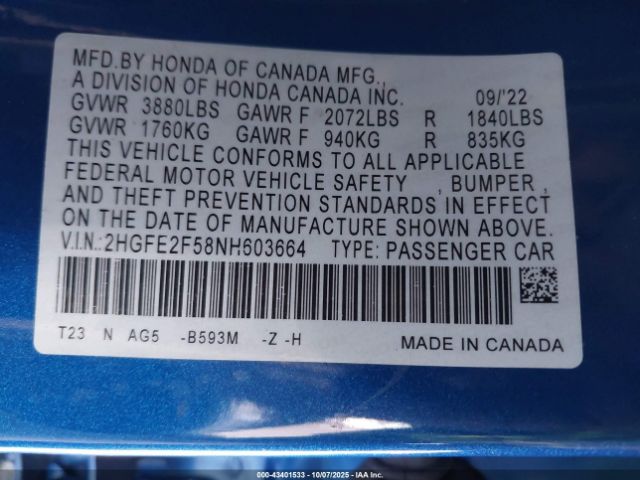 MFD.BY HONDA OF CANADA MFG.,
A DIVISION OF HONDA CANADA INC. 09/'22
GVWR 3880LBS GAWR F 2072LBS R 1840LBS
GVWR 1760KG GAWR F 940KG R 835KG
THIS VEHICLE CONFORMS TO ALL APPLICABLE
FEDERAL MOTOR VEHICLE SAFETY , BUMPER ,
AND THEFT PREVENTION STANDARDS IN EFFECT
ON THE DATE OF MANUFACTURE SHOWN ABOVE.
V.I.N.:2HGFE2F58NH603664 TYPE: PASSENGER CAR
T23 N AG5 -B593M -Z -H MADE IN CANADA
000-43401533 - 10/07/2025 - IAA Inc.